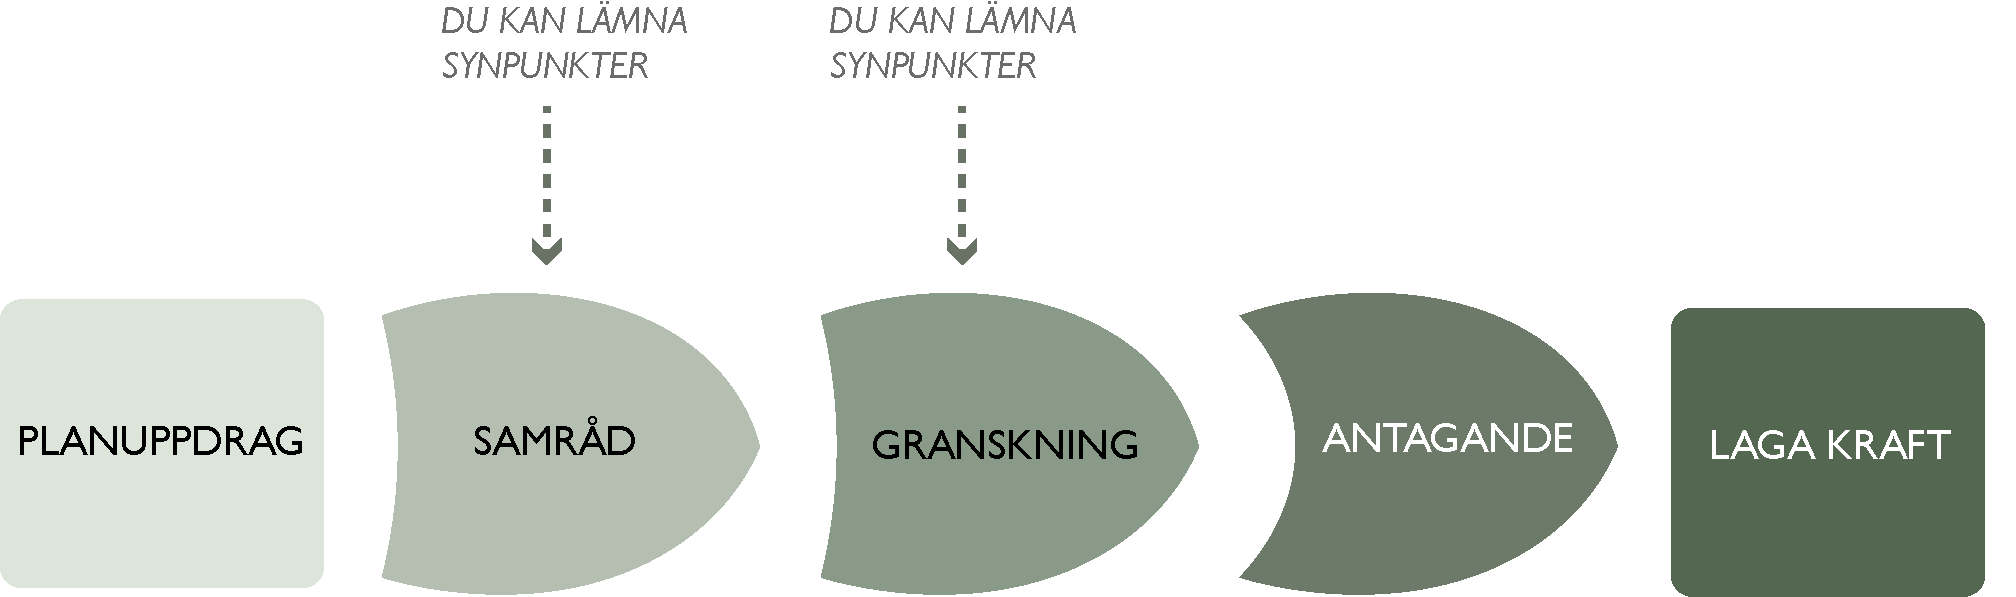 DU KAN LÄMNA
SYNPUNKTER
DU KAN LÄMNA
SYNPUNKTER
PLANUPPDRAG
SAMRÅD
GRANSKNING
ANTAGANDE
LAGA KRAFT